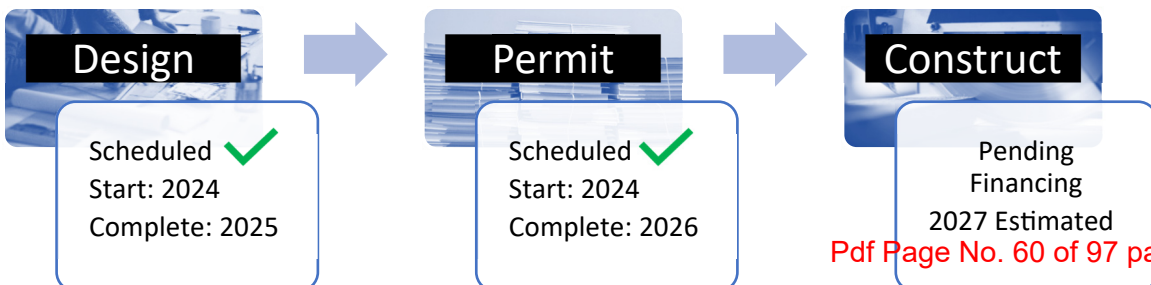 Design
Scheduled
Start: 2024
Complete: 2025
Permit
Scheduled
Start: 2024
Complete: 2026
Construct
Pending
Financing
2027 Estimated
Pdf Page No. 60 of 97 pa